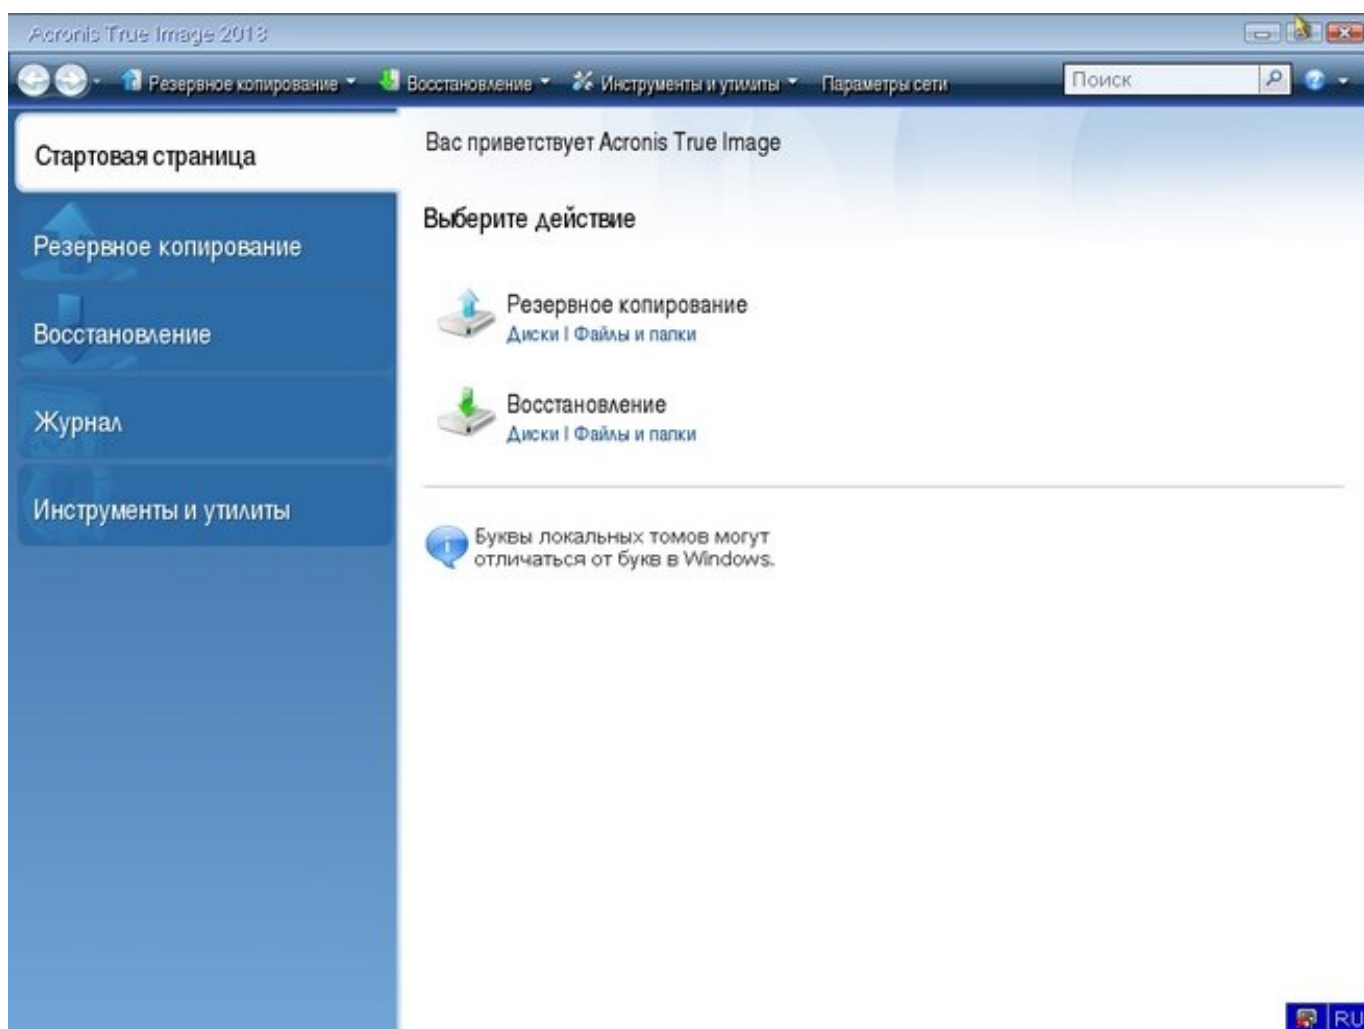 Acronis True Image 2013
Резервное копирование
Восстановление
Инструменты и утилиты
Параметры сети
Поиск
Стартовая страница
Резервное копирование
Восстановление
Журнал
Инструменты и утилиты
Вас приветствует Acronis True Image
Выберите действие
Резервное копирование
Диски | Файлы и папки
Восстановление
Диски | Файлы и папки
Буквы локальных томов могут
отличаться от букв в Windows.
RU